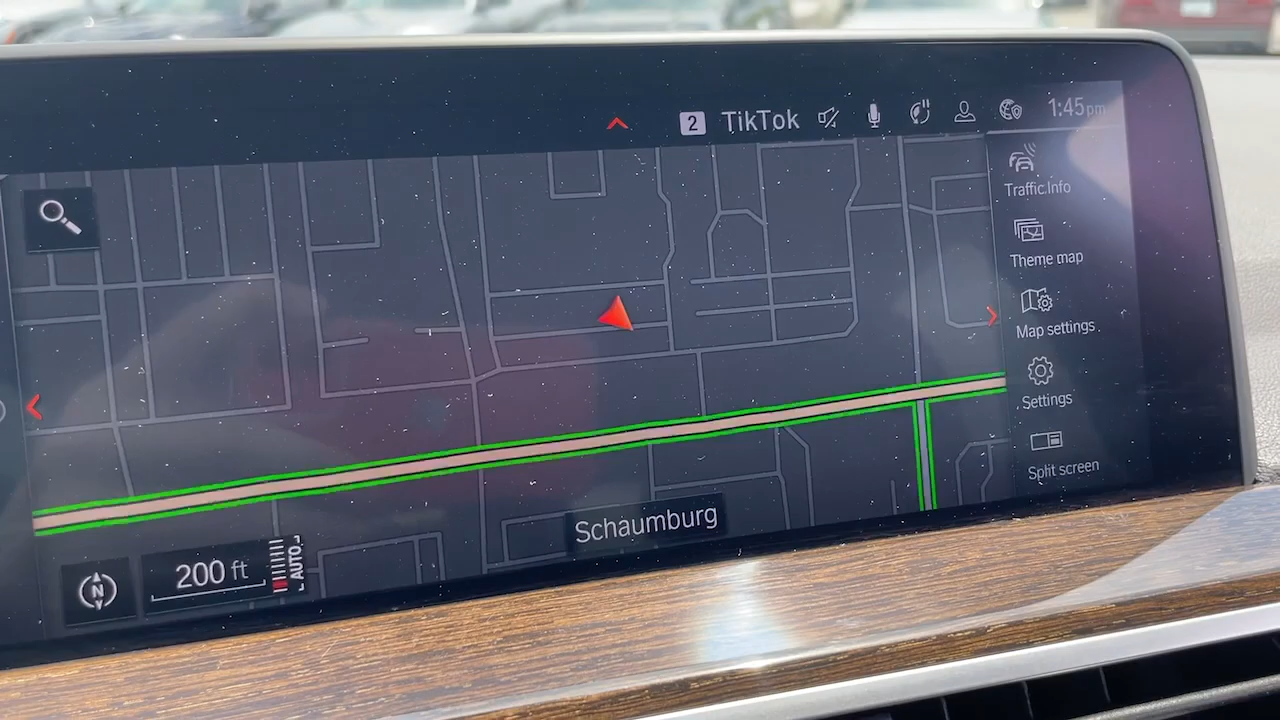 2 TikTok 1:45pm
Traffic Info
Theme map
Map settings
Settings
Split screen
Schaumburg
200 ft
AUTO
N